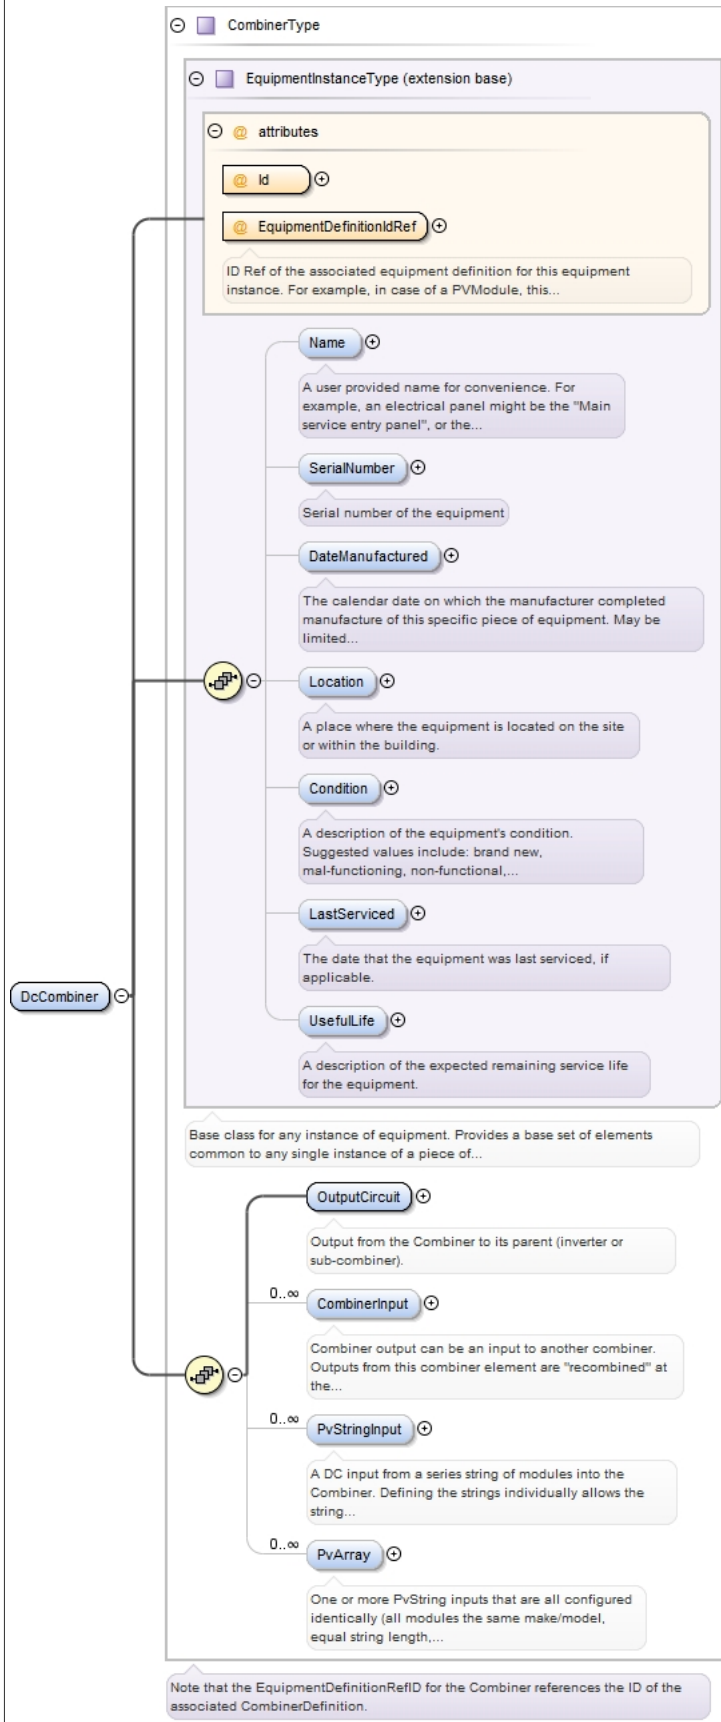 CombinerType
EquipmentInstanceType (extension base)
@ attributes
@ Id
@ EquipmentDefinitionIdRef
ID Ref of the associated equipment definition for this equipment
instance. For example, in case of a PVModule, this...
Name
A user provided name for convenience. For
example, an electrical panel might be the "Main
service entry panel", or the...
SerialNumber
Serial number of the equipment
DateManufactured
The calendar date on which the manufacturer completed
manufacture of this specific piece of equipment. May be
limited...
Location
A place where the equipment is located on the site
or within the building.
Condition
A description of the equipment's condition.
Suggested values include: brand new,
mal-functioning, non-functional,...
LastServiced
The date that the equipment was last serviced, if
applicable.
DcCombiner
UsefulLife
A description of the expected remaining service life
for the equipment.
Base class for any instance of equipment. Provides a base set of elements
common to any single instance of a piece of...
OutputCircuit
Output from the Combiner to its parent (inverter or
sub-combiner).
0..∞
CombinerInput
Combiner output can be an input to another combiner.
Outputs from this combiner element are "recombined" at
the...
0..∞
PvStringInput
A DC input from a series string of modules into the
Combiner. Defining the strings individually allows the
string...
0..∞
PvArray
One or more PvString inputs that are all configured
identically (all modules the same make/model,
equal string length,...
Note that the EquipmentDefinitionRefID for the Combiner references the ID of the
associated CombinerDefinition.